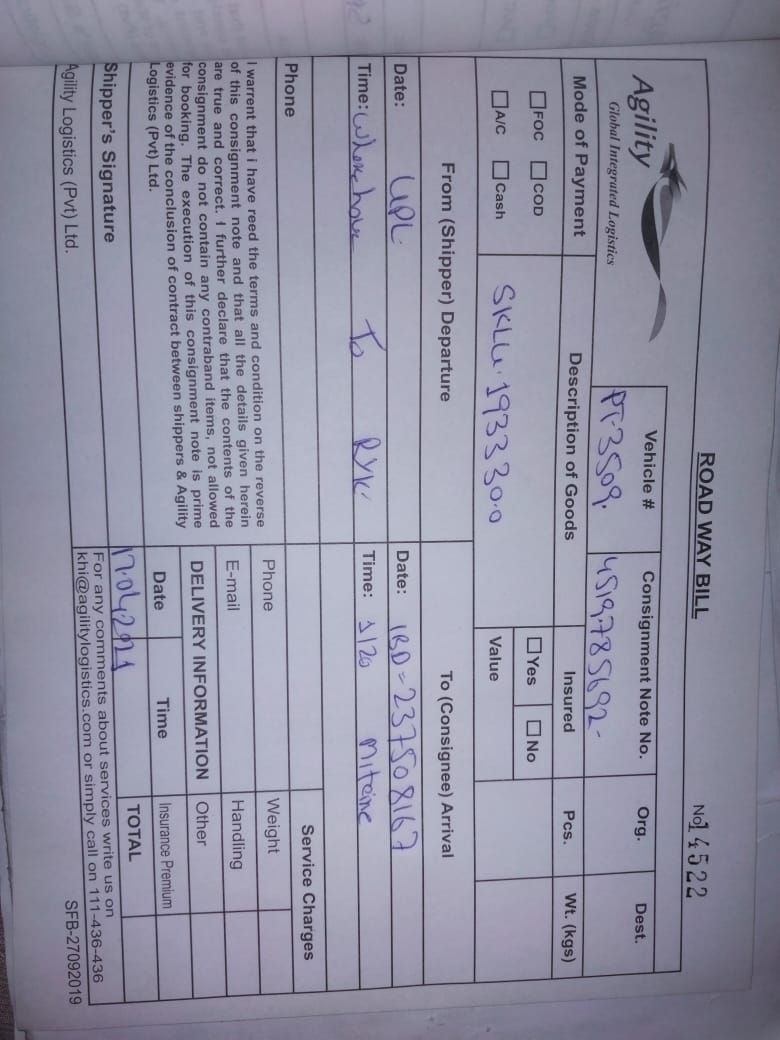 ROAD WAY BILL
No 14522
Agility
Global Integrated Logistics
Vehicle #
PT-3509.
Consignment Note No.
4519785692-
Org.
Dest.
Mode of Payment
Description of Goods
Insured
Pcs.
Wt. (kgs)
FOC COD
A/C Cash
SKLU. 1933300
Yes No
Value
From (Shipper) Departure
To (Consignee) Arrival
Date: UPL
Date: IBD=237508167
Time: To RYK
Time: 1/20
Phone
I warrent that i have reed the terms and condition on the reverse
of this consignment note and that all the details given herein
are true and correct. I further declare that the contents of the
consignment do not contain any contraband items, not allowed
for booking. The execution of this consignment note is prime
evidence of the conclusion of contract between shippers & Agility
Logistics (Pvt) Ltd.
Shipper's Signature
Agility Logistics (Pvt) Ltd.
Service Charges
Phone
Weight
E-mail
Handling
DELIVERY INFORMATION
Other
Date Time
Insurance Premium
17.04.2021
TOTAL
For any comments about services write us on
khi@agilitylogistics.com or simply call on 111-436-436
SFB-27092019